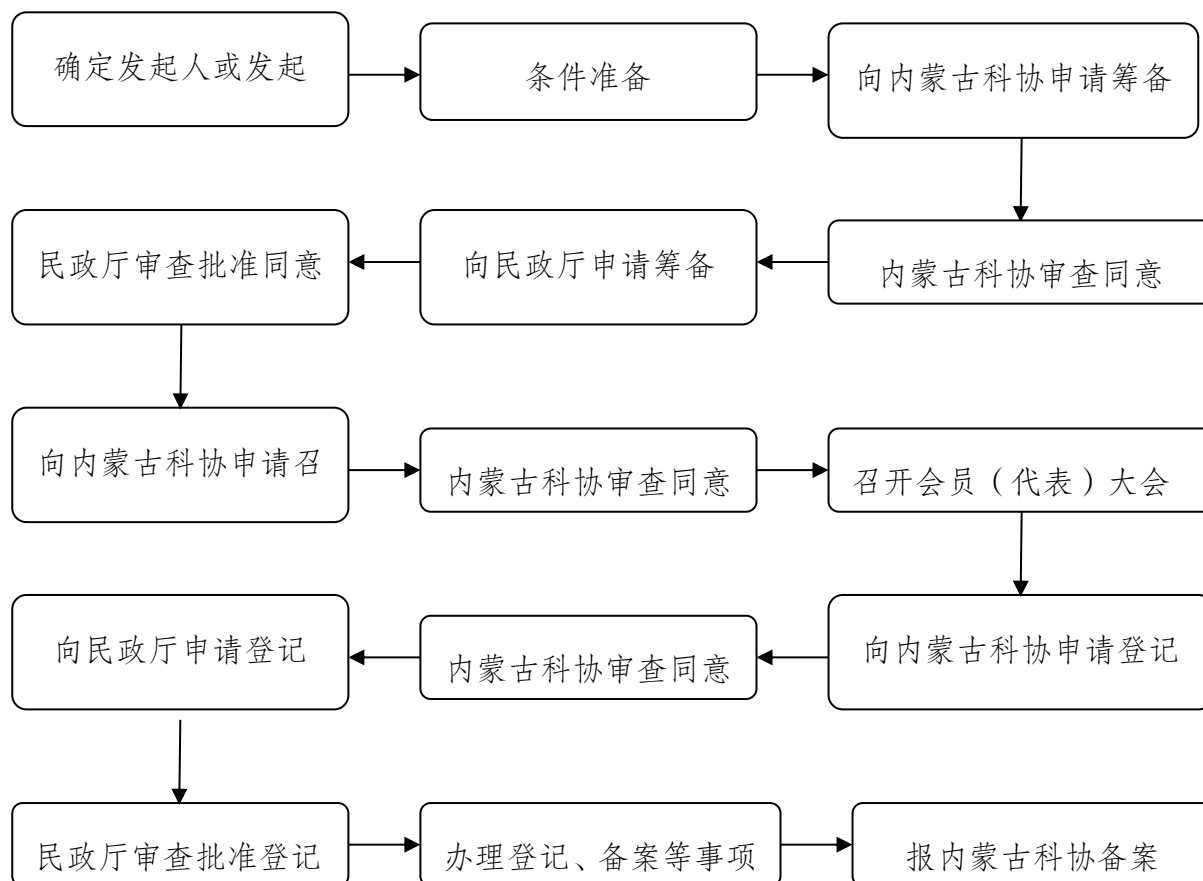 确定发起人或发起
条件准备
向内蒙古科协申请筹备
内蒙古科协审查同意
向民政厅申请筹备
民政厅审查批准同意
向内蒙古科协申请召
内蒙古科协审查同意
召开会员（代表）大会
向内蒙古科协申请登记
内蒙古科协审查同意
向民政厅申请登记
民政厅审查批准登记
办理登记、备案等事项
报内蒙古科协备案